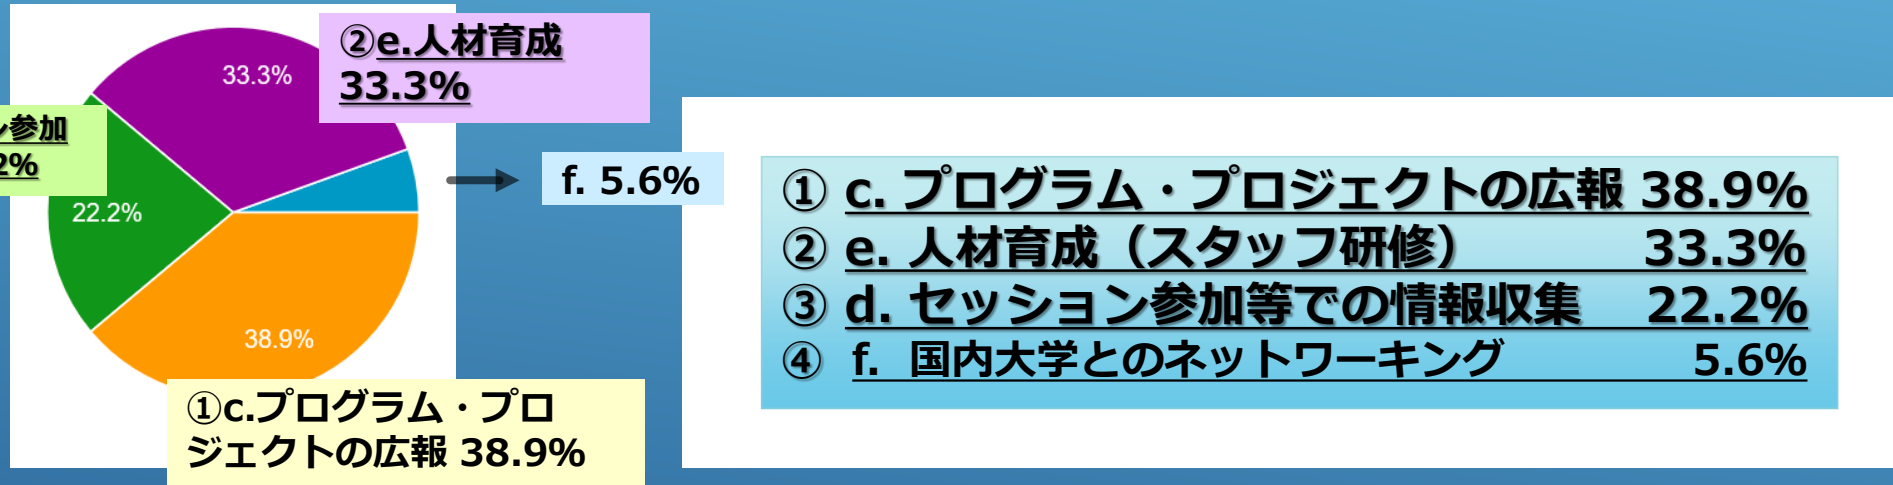 ②e.人材育成
33.3%
33.3%
ン参加
2%
22.2%
38.9%
f. 5.6%
①c.プログラム・プロ
ジェクトの広報 38.9%
① c. プログラム・プロジェクトの広報 38.9%
② e. 人材育成（スタッフ研修） 33.3%
③ d. セッション参加等での情報収集 22.2%
④ f. 国内大学とのネットワーキング 5.6%